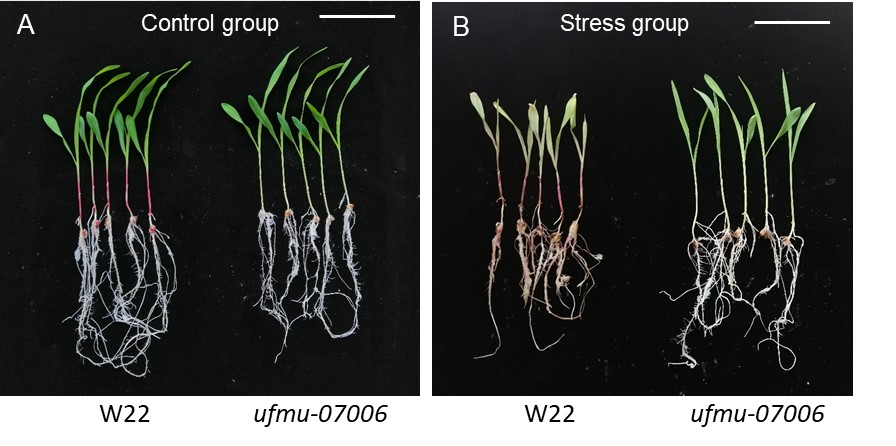 A
Control group
B
Stress group
W22
ufmu-07006
W22
ufmu-07006